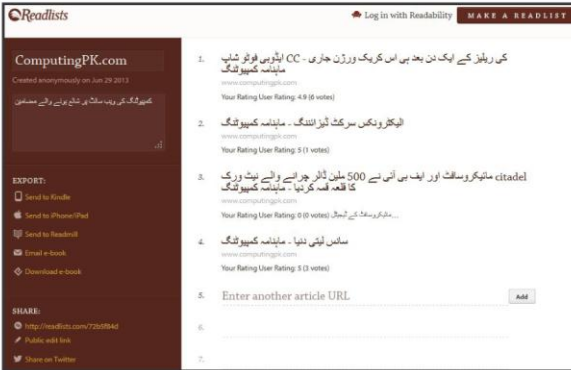 Readlists
Log in with Readability
MAKE A READLIST
ComputingPK.com
Created anonymously on Jun 29 2013
کمپیوٹنگ کی ویب سائٹ پر شائع ہونے والے مضامین
EXPORT:
Send to Kindle
Send to iPhone/iPad
Send to Readmill
Email e-book
Download e-book
SHARE:
http://readlists.com/72b5f84d
Public edit link
Share on Twitter
1. کی ریلیز کے ایک دن بعد ہی اس کریک ورژن جاری - CC ایڈوبی فوٹو شاپ
ماہنامہ کمپیوٹنگ
www.computingpk.com
Your Rating User Rating: 4.9 (6 votes)
2. الیکٹرونکس سرکٹ ڈیزائننگ - ماہنامہ کمپیوٹنگ
Your Rating User Rating: 5 (1 votes)
3. citadel مائیکروسافٹ اور ایف بی آئی نے 500 ملین ڈالر چرانے والے نیٹ ورک
کا قلعہ قمہ کردیا - ماہنامہ کمپیوٹنگ
www.computingpk.com
Your Rating User Rating: 0 (0 votes) مائیکروسافٹ کے ڈیجیٹل...
4. سانس لیتی دنیا - ماہنامہ کمپیوٹنگ
www.computingpk.com
Your Rating User Rating: 5 (3 votes)
5. Enter another article URL
Add
6.
7.